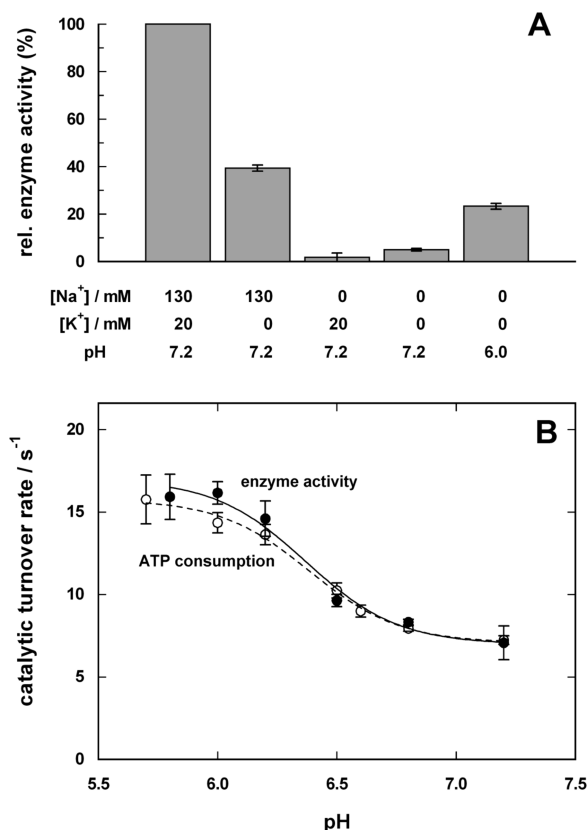 A
rel. enzyme activity (%)
100
80
60
40
20
0
[Na⁺] / mM 130 130 0 0 0
[K⁺] / mM 20 0 20 0 0
pH 7.2 7.2 7.2 7.2 6.0
B
catalytic turnover rate / s⁻¹
20
15
10
5
0
enzyme activity
ATP consumption
5.5 6.0 6.5 7.0 7.5
pH